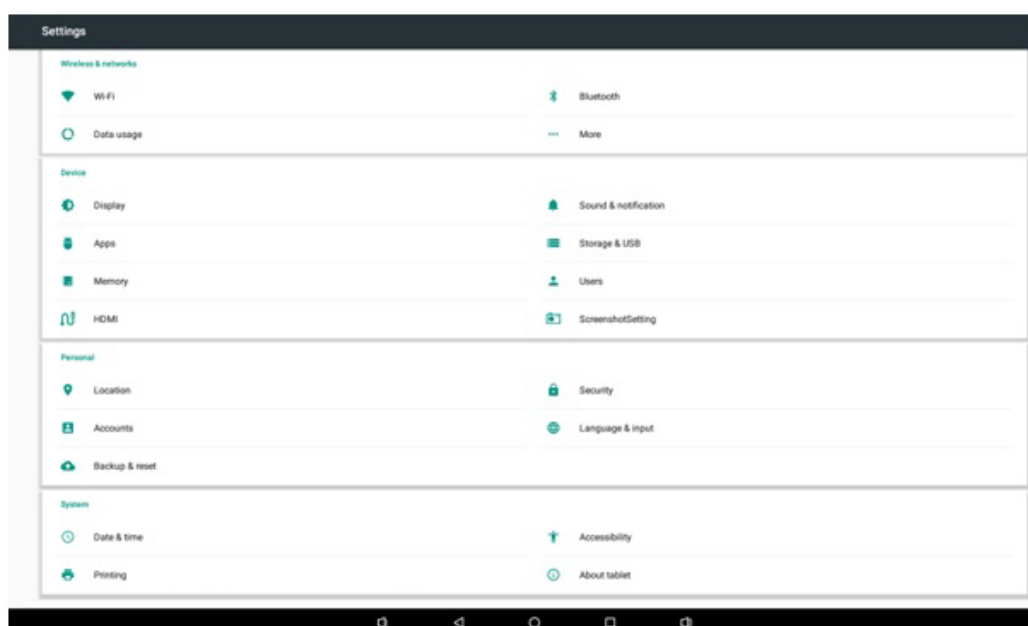 Settings
Wireless & networks
Wi-Fi
Bluetooth
Data usage
More
Device
Display
Sound & notification
Apps
Storage & USB
Memory
Users
HDMI
ScreenshotSetting
Personal
Location
Security
Accounts
Language & input
Backup & reset
System
Date & time
Accessibility
Printing
About tablet